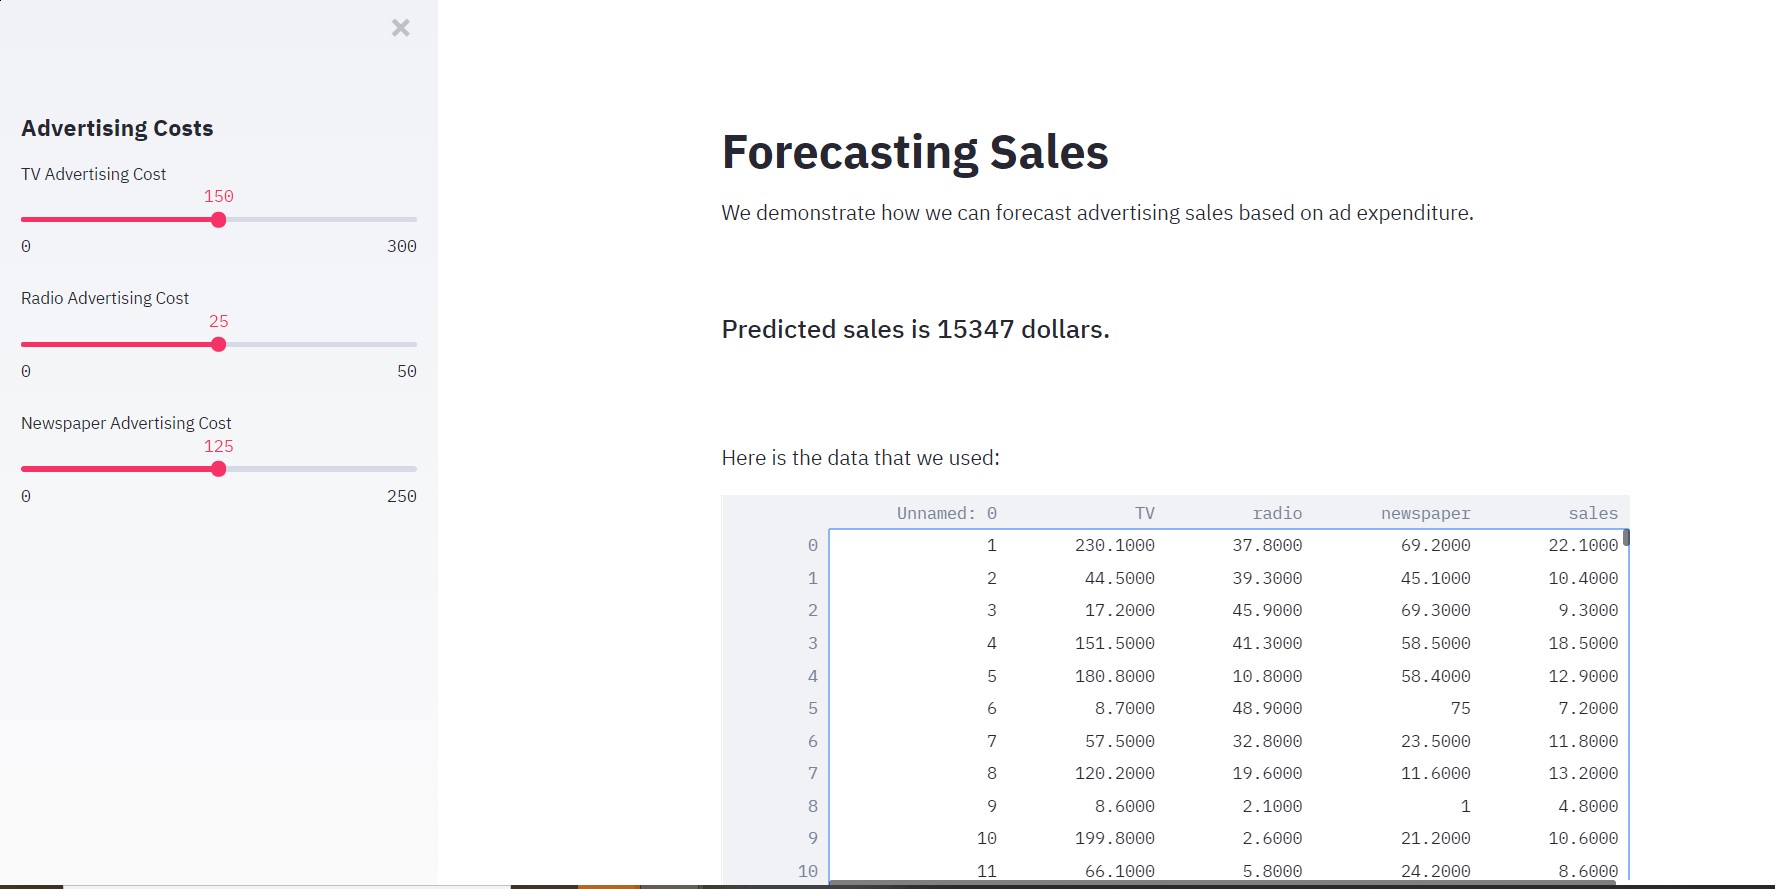 ×
Advertising Costs
TV Advertising Cost
150
0 300
Radio Advertising Cost
25
0 50
Newspaper Advertising Cost
125
0 250
Forecasting Sales
We demonstrate how we can forecast advertising sales based on ad expenditure.
Predicted sales is 15347 dollars.
Here is the data that we used:
Unnamed: 0 TV radio newspaper sales
0 1 230.1000 37.8000 69.2000 22.1000
1 2 44.5000 39.3000 45.1000 10.4000
2 3 17.2000 45.9000 69.3000 9.3000
3 4 151.5000 41.3000 58.5000 18.5000
4 5 180.8000 10.8000 58.4000 12.9000
5 6 8.7000 48.9000 75 7.2000
6 7 57.5000 32.8000 23.5000 11.8000
7 8 120.2000 19.6000 11.6000 13.2000
8 9 8.6000 2.1000 1 4.8000
9 10 199.8000 2.6000 21.2000 10.6000
10 11 66.1000 5.8000 24.2000 8.6000